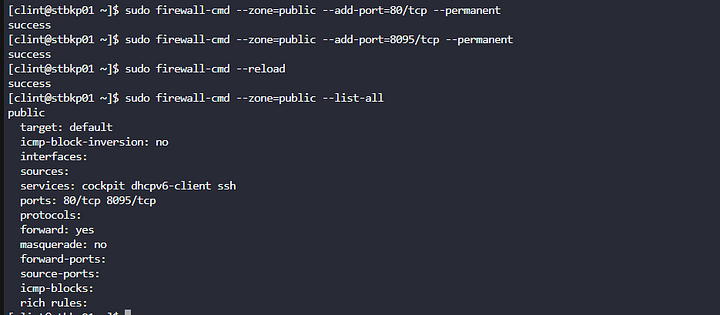 [clint@stbkp01 ~]$ sudo firewall-cmd --zone=public --add-port=80/tcp --permanent
success
[clint@stbkp01 ~]$ sudo firewall-cmd --zone=public --add-port=8095/tcp --permanent
success
[clint@stbkp01 ~]$ sudo firewall-cmd --reload
success
[clint@stbkp01 ~]$ sudo firewall-cmd --zone=public --list-all
public
  target: default
  icmp-block-inversion: no
  interfaces:
  sources:
  services: cockpit dhcpv6-client ssh
  ports: 80/tcp 8095/tcp
  protocols:
  forward: yes
  masquerade: no
  forward-ports:
  source-ports:
  icmp-blocks:
  rich rules:
[clint@stbkp01 ~]$